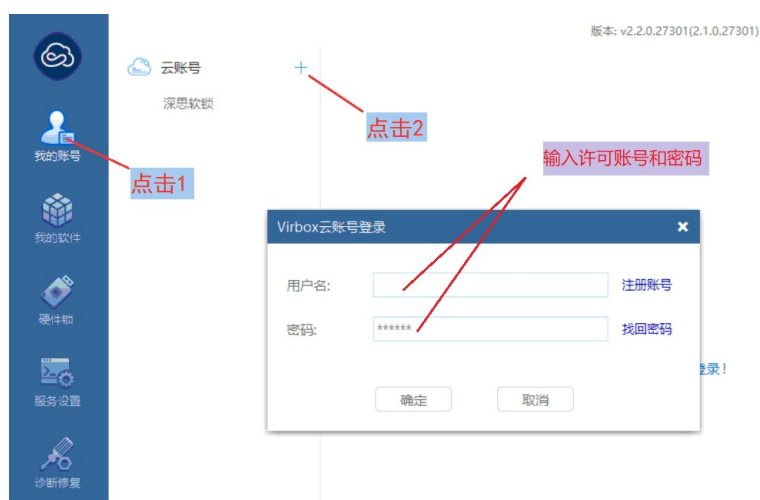 版本: v2.2.0.27301(2.1.0.27301)
云账号 +
深思软锁
点击2
我的账号
点击1
输入许可账号和密码
我的软件
Virbox云账号登录
用户名:
注册账号
硬件锁
密码: ******
找回密码
登录!
服务设置
确定 取消
诊断修复